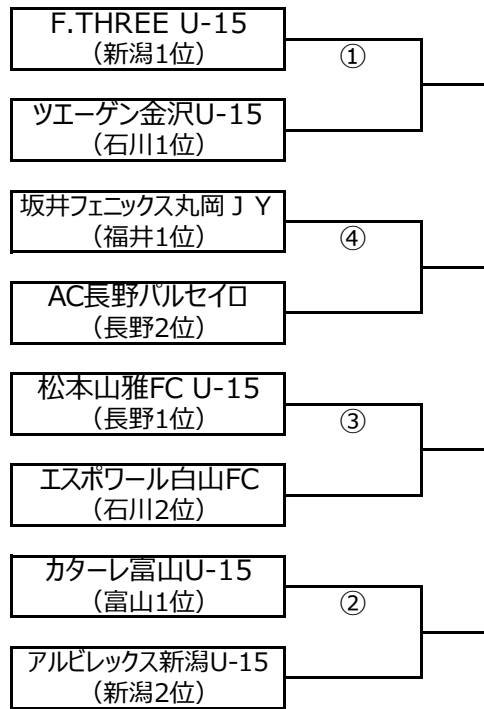 F.THREE U-15
（新潟1位）
①
ツエーゲン金沢U-15
（石川1位）
坂井フェニックス丸岡ＪＹ
（福井1位）
④
AC長野パルセイロ
（長野2位）
松本山雅FC U-15
（長野1位）
③
エスポワール白山FC
（石川2位）
カターレ富山U-15
（富山1位）
②
アルビレックス新潟U-15
（新潟2位）